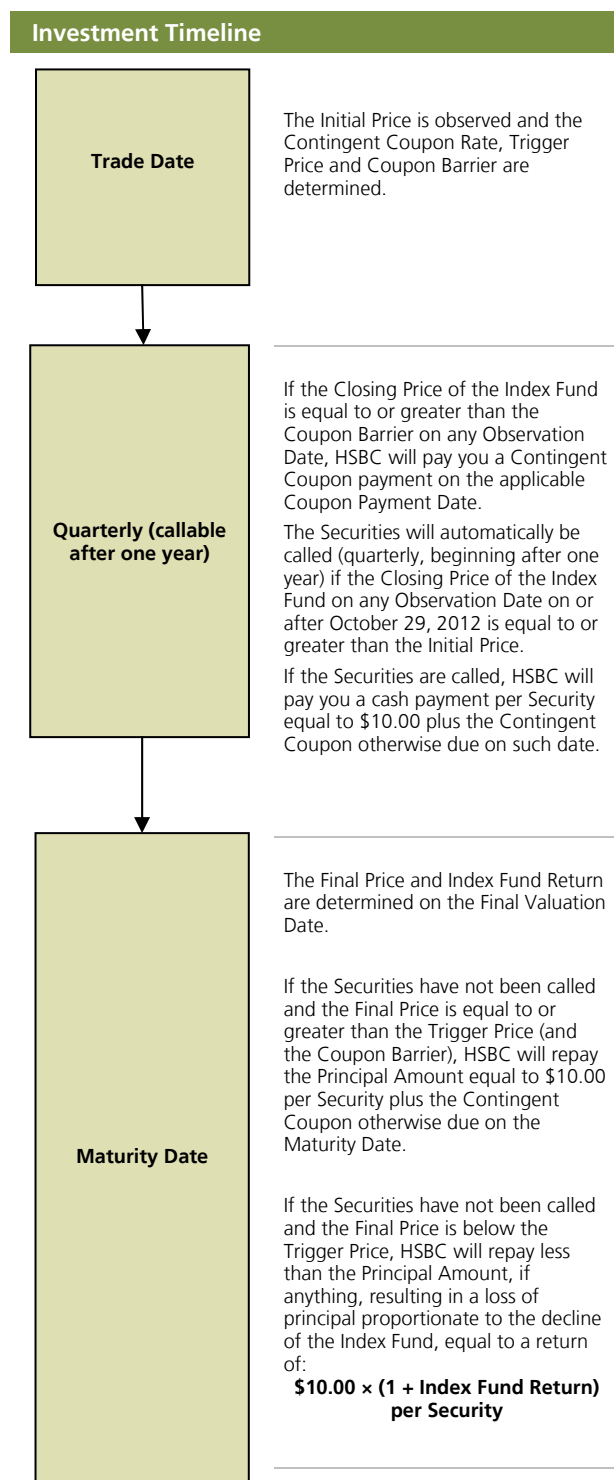 Investment Timeline
Trade Date
The Initial Price is observed and the
Contingent Coupon Rate, Trigger
Price and Coupon Barrier are
determined.
Quarterly (callable
after one year)
If the Closing Price of the Index Fund
is equal to or greater than the
Coupon Barrier on any Observation
Date, HSBC will pay you a Contingent
Coupon payment on the applicable
Coupon Payment Date.
The Securities will automatically be
called (quarterly, beginning after one
year) if the Closing Price of the Index
Fund on any Observation Date on or
after October 29, 2012 is equal to or
greater than the Initial Price.
If the Securities are called, HSBC will
pay you a cash payment per Security
equal to $10.00 plus the Contingent
Coupon otherwise due on such date.
Maturity Date
The Final Price and Index Fund Return
are determined on the Final Valuation
Date.
If the Securities have not been called
and the Final Price is equal to or
greater than the Trigger Price (and
the Coupon Barrier), HSBC will repay
the Principal Amount equal to $10.00
per Security plus the Contingent
Coupon otherwise due on the
Maturity Date.
If the Securities have not been called
and the Final Price is below the
Trigger Price, HSBC will repay less
than the Principal Amount, if
anything, resulting in a loss of
principal proportionate to the decline
of the Index Fund, equal to a return
of:
$10.00 × (1 + Index Fund Return)
per Security